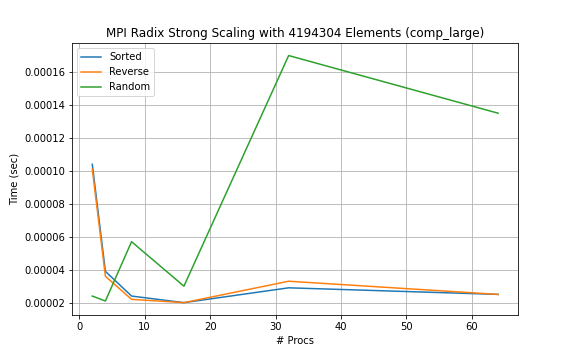 MPI Radix Strong Scaling with 4194304 Elements (comp_large)
Sorted
Reverse
Random
Time (sec)
0.00016
0.00014
0.00012
0.00010
0.00008
0.00006
0.00004
0.00002
0 10 20 30 40 50 60
# Procs